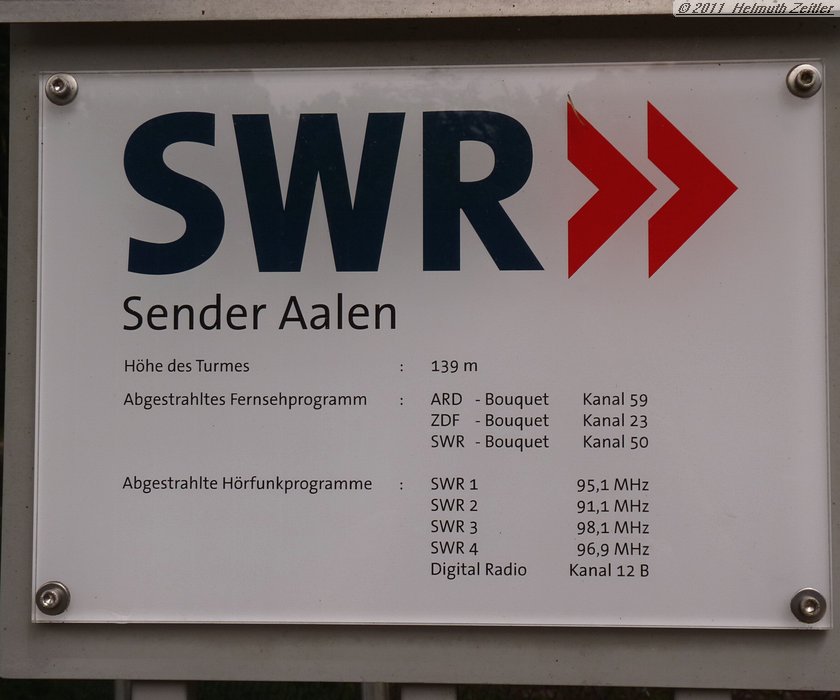 © 2011 Helmuth Zeitler
SWR
Sender Aalen
Höhe des Turmes : 139 m
Abgestrahltes Fernsehprogramm : ARD - Bouquet Kanal 59
ZDF - Bouquet Kanal 23
SWR - Bouquet Kanal 50
Abgestrahlte Hörfunkprogramme : SWR 1 95,1 MHz
SWR 2 91,1 MHz
SWR 3 98,1 MHz
SWR 4 96,9 MHz
Digital Radio Kanal 12 B